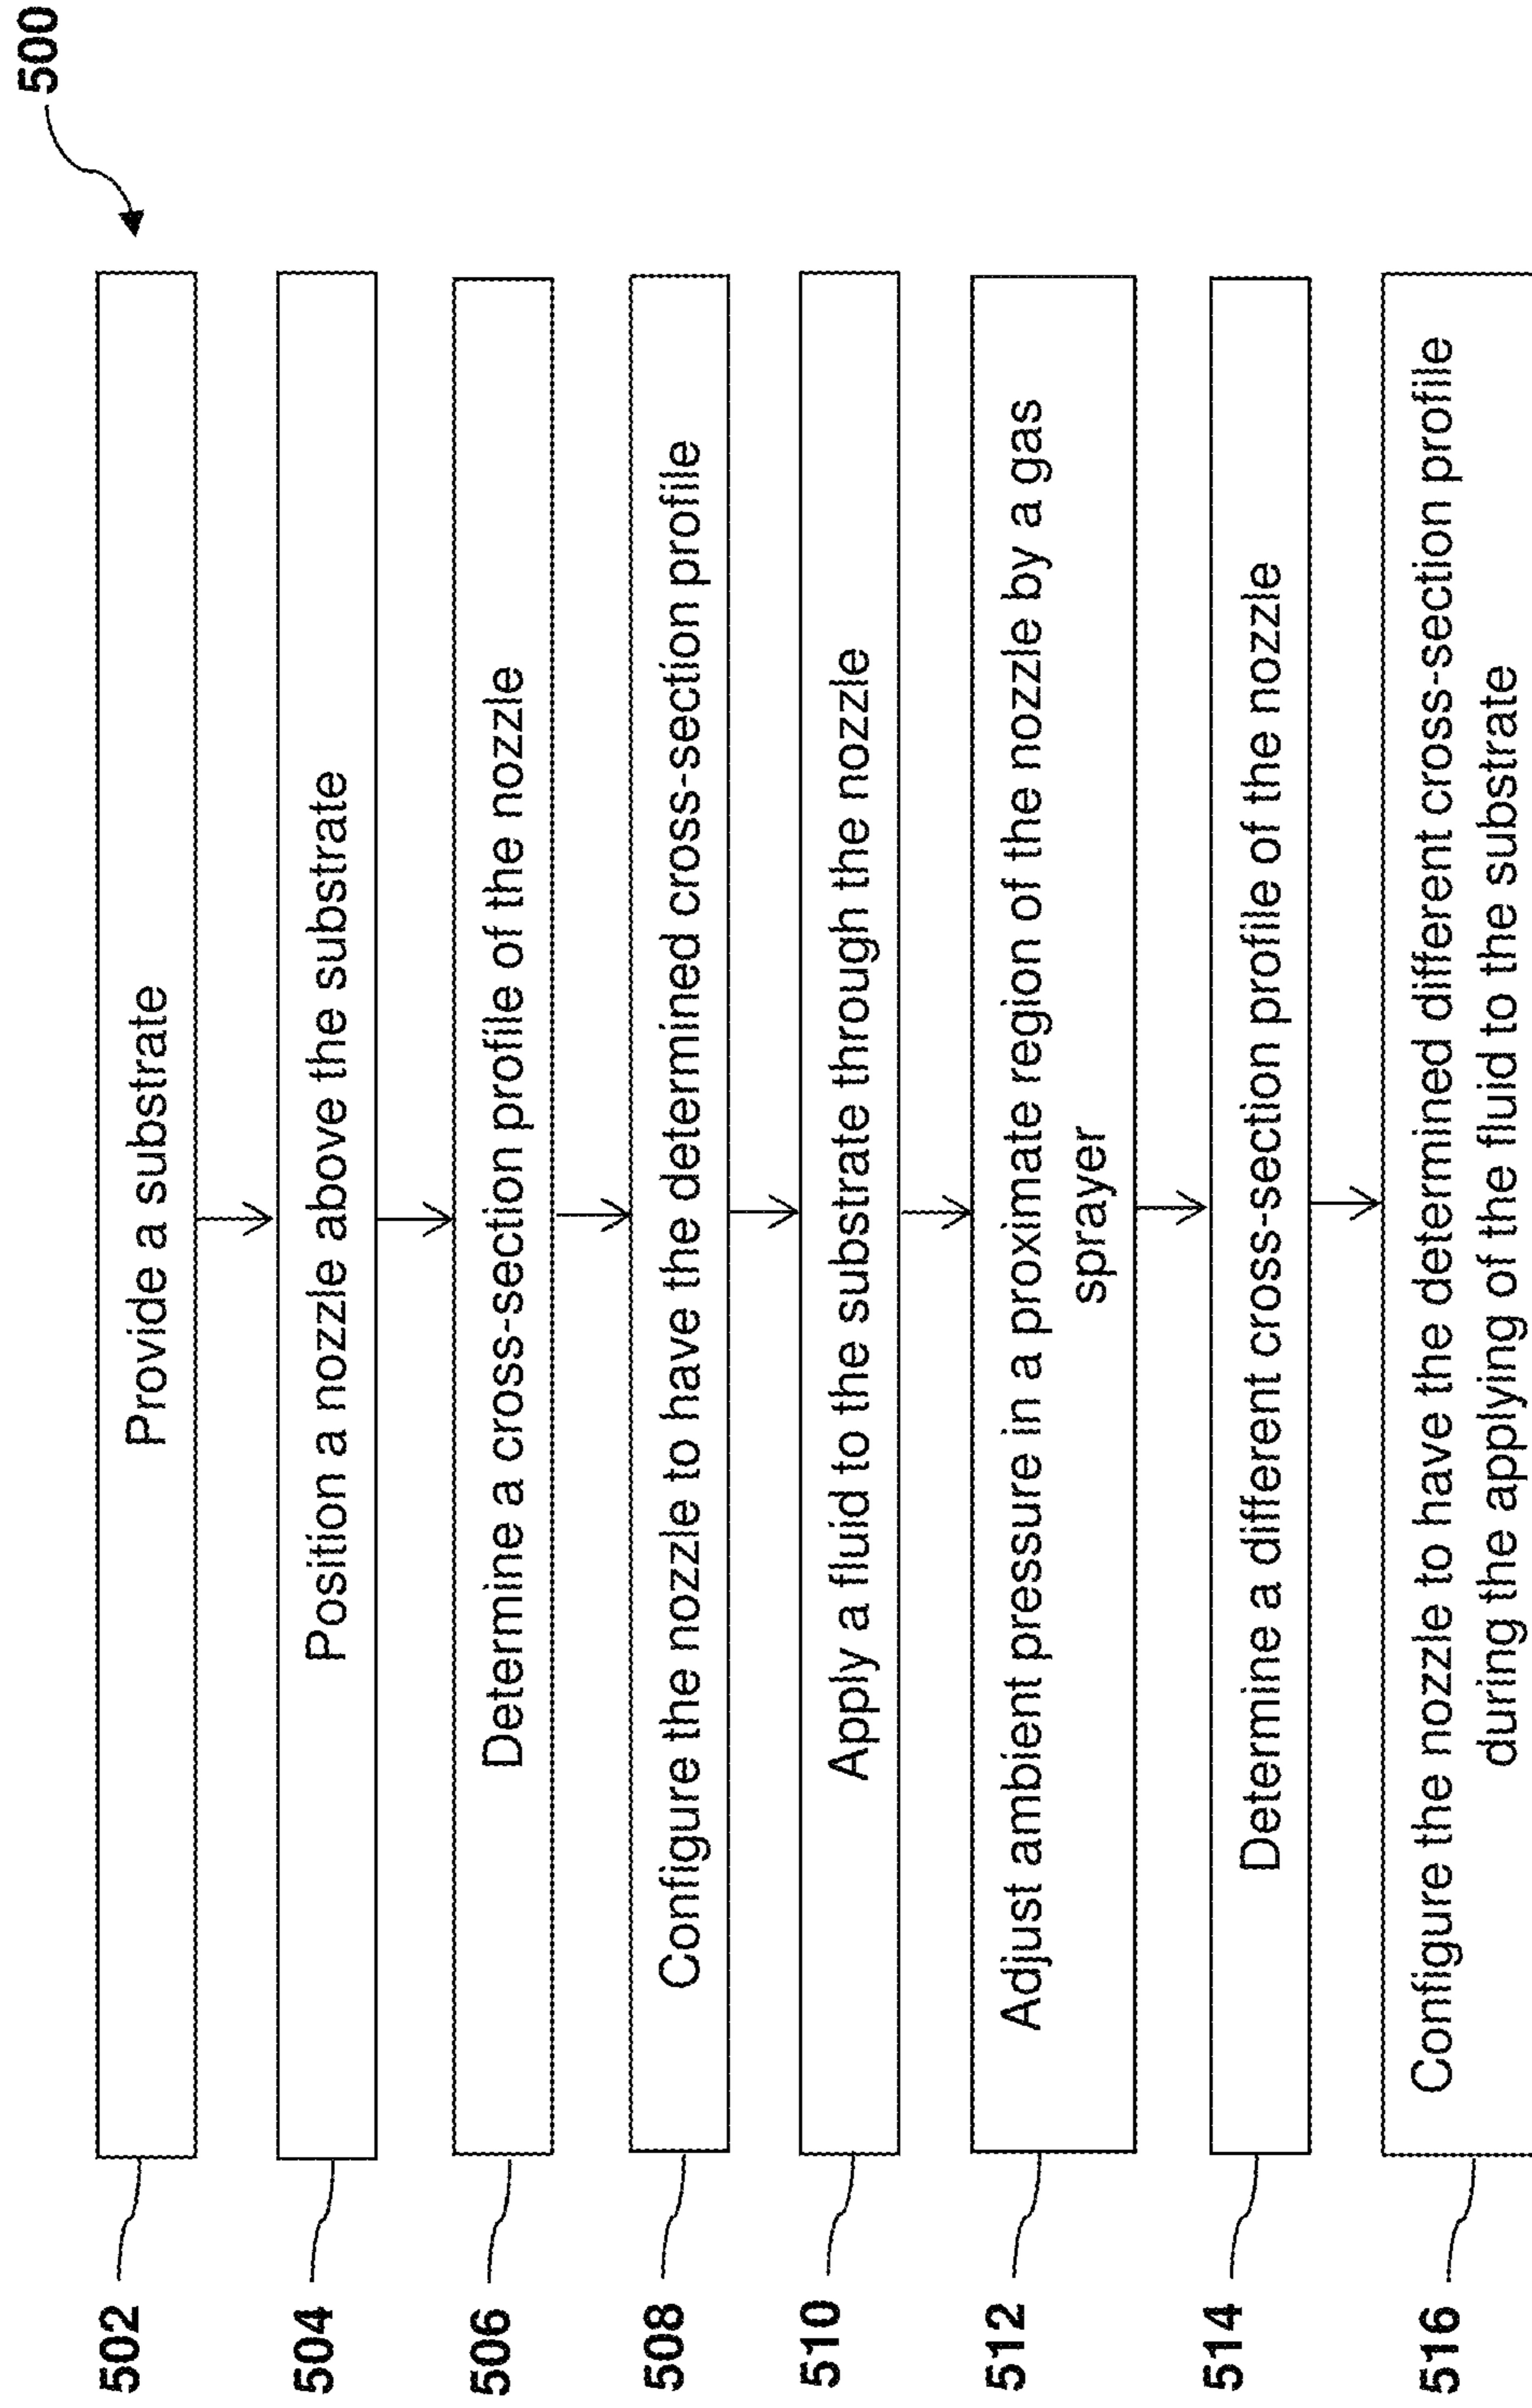 500
502
Provide a substrate
504
Position a nozzle above the substrate
506
Determine a cross-section profile of the nozzle
508
Configure the nozzle to have the determined cross-section profile
510
Apply a fluid to the substrate through the nozzle
512
Adjust ambient pressure in a proximate region of the nozzle by a gas
sprayer
514
Determine a different cross-section profile of the nozzle
516
Configure the nozzle to have the determined different cross-section profile
during the applying of the fluid to the substrate